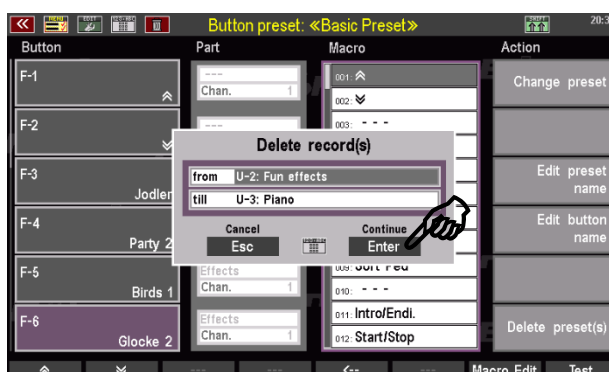 Button preset: «Basic Preset»
20:3
Button
Part
Macro
Action
F-1
---
Chan. 1
001:
Change preset
002:
F-2
---
003: - - -
Delete record(s)
from U-2: Fun effects
till U-3: Piano
Cancel
Continue
Esc
Enter
F-3
Jodler
Edit preset
name
F-4
Party 2
Edit button
name
F-5
Birds 1
Effects
Chan. 1
009: Soft Ped
010: - - -
F-6
Glocke 2
Effects
Chan. 1
011: Intro/Endi.
012: Start/Stop
Delete preset(s)
--- --- <-- --- Macro Edit Test